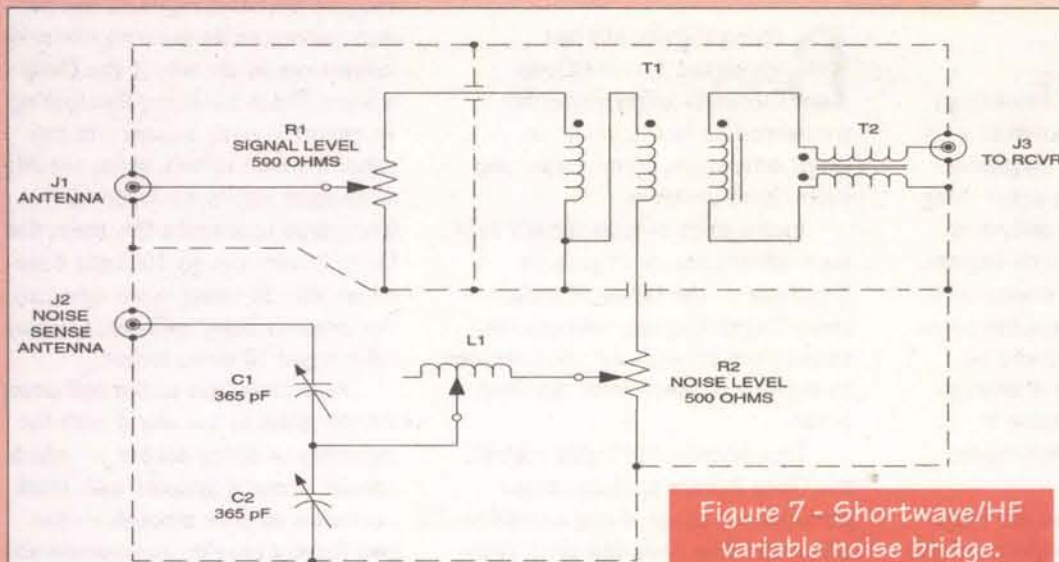 T1
R1
SIGNAL LEVEL
500 OHMS
T2
J3
TO RCVR
J1
ANTENNA
J2
NOISE
SENSE
ANTENNA
L1
R2
NOISE LEVEL
500 OHMS
C1
365 pF
C2
365 pF
Figure 7 - Shortwave/HF
variable noise bridge.